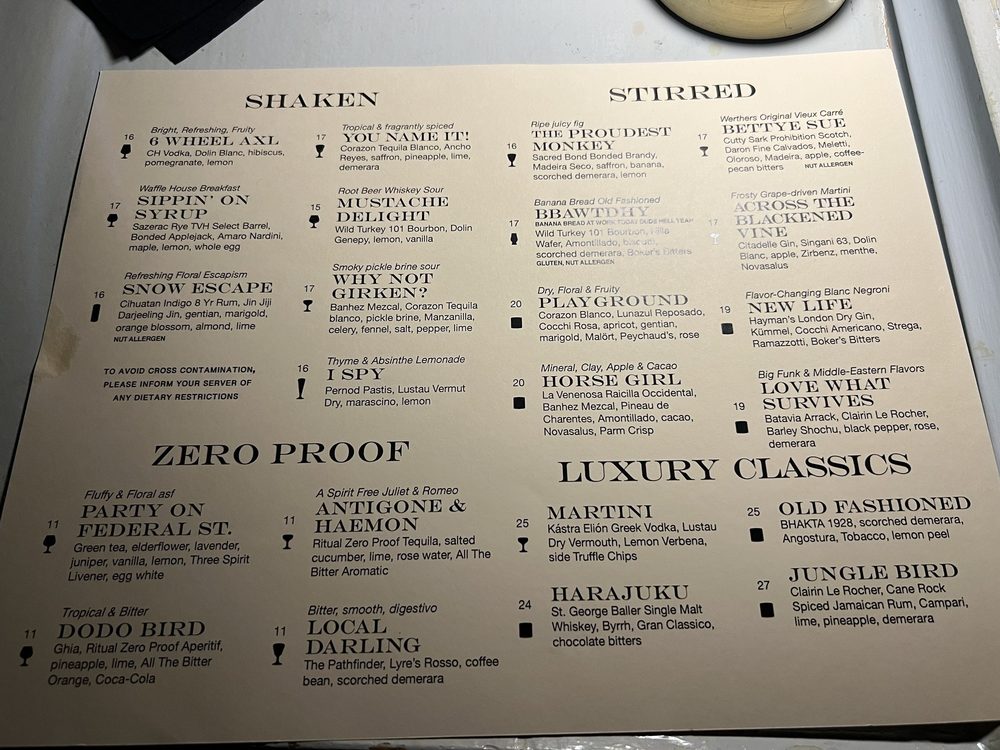 SHAKEN
Bright, Refreshing, Fruity
16
6 WHEEL AXL
CH Vodka, Dolin Blanc, hibiscus,
pomegranate, lemon
Tropical & fragrantly spiced
17
YOU NAME IT!
Corazon Tequila Blanco, Ancho
Reyes, saffron, pineapple, lime,
demerara
Waffle House Breakfast
17
SIPPIN' ON
SYRUP
Sazerac Rye TVH Select Barrel,
Bonded Applejack, Amaro Nardini,
maple, lemon, whole egg
Root Beer Whiskey Sour
15
MUSTACHE
DELIGHT
Wild Turkey 101 Bourbon, Dolin
Genepy, lemon, vanilla
Refreshing Floral Escapism
16
SNOW ESCAPE
Cihuatan Indigo 8 Yr Rum, Jin Jiji
Darjeeling Jin, gentian, marigold,
orange blossom, almond, lime
NUT ALLERGEN
Smoky pickle brine sour
17
WHY NOT
GIRKEN?
Banhez Mezcal, Corazon Tequila
blanco, pickle brine, Manzanilla,
celery, fennel, salt, pepper, lime
TO AVOID CROSS CONTAMINATION,
PLEASE INFORM YOUR SERVER OF
ANY DIETARY RESTRICTIONS
Thyme & Absinthe Lemonade
16
I SPY
Pernod Pastis, Lustau Vermut
Dry, marascino, lemon
STIRRED
Ripe juicy fig
16
THE PROUDEST
MONKEY
Sacred Bond Bonded Brandy,
Madeira Seco, saffron, banana,
scorched demerara, lemon
Werthers Original Vieux Carré
17
BETTYE SUE
Cutty Sark Prohibition Scotch,
Daron Fine Calvados, Meletti,
Oloroso, Madeira, apple, coffee-
pecan bitters NUT ALLERGEN
Banana Bread Old Fashioned
17
BBAWTDHY
BANANA BREAD AT WORK TODAY DUDE HELL YEAH
Wild Turkey 101 Bourbon, Nilla
Wafer, Amontillado, biscuit,
scorched demerara, Boker's Bitters
GLUTEN, NUT ALLERGEN
Frosty Grape-driven Martini
17
ACROSS THE
BLACKENED
VINE
Citadelle Gin, Singani 63, Dolin
Blanc, apple, Zirbenz, menthe,
Novasalus
Dry, Floral & Fruity
20
PLAYGROUND
Corazon Blanco, Lunazul Reposado,
Cocchi Rosa, apricot, gentian,
marigold, Malört, Peychaud's, rose
Flavor-Changing Blanc Negroni
19
NEW LIFE
Hayman's London Dry Gin,
Kümmel, Cocchi Americano, Strega,
Ramazzotti, Boker's Bitters
Mineral, Clay, Apple & Cacao
20
HORSE GIRL
La Venenosa Raicilla Occidental,
Banhez Mezcal, Pineau de
Charentes, Amontillado, cacao,
Novasalus, Parm Crisp
Big Funk & Middle-Eastern Flavors
19
LOVE WHAT
SURVIVES
Batavia Arrack, Clairin Le Rocher,
Barley Shochu, black pepper, rose,
demerara
ZERO PROOF
Fluffy & Floral asf
11
PARTY ON
FEDERAL ST.
Green tea, elderflower, lavender,
juniper, vanilla, lemon, Three Spirit
Livener, egg white
A Spirit Free Juliet & Romeo
11
ANTIGONE &
HAEMON
Ritual Zero Proof Tequila, salted
cucumber, lime, rose water, All The
Bitter Aromatic
Tropical & Bitter
11
DODO BIRD
Ghia, Ritual Zero Proof Aperitif,
pineapple, lime, All The Bitter
Orange, Coca-Cola
Bitter, smooth, digestivo
11
LOCAL
DARLING
The Pathfinder, Lyre's Rosso, coffee
bean, scorched demerara
LUXURY CLASSICS
25
MARTINI
Kástra Elión Greek Vodka, Lustau
Dry Vermouth, Lemon Verbena,
side Truffle Chips
25
OLD FASHIONED
BHAKTA 1928, scorched demerara,
Angostura, Tobacco, lemon peel
24
HARAJUKU
St. George Baller Single Malt
Whiskey, Byrrh, Gran Classico,
chocolate bitters
27
JUNGLE BIRD
Clairin Le Rocher, Cane Rock
Spiced Jamaican Rum, Campari,
lime, pineapple, demerara